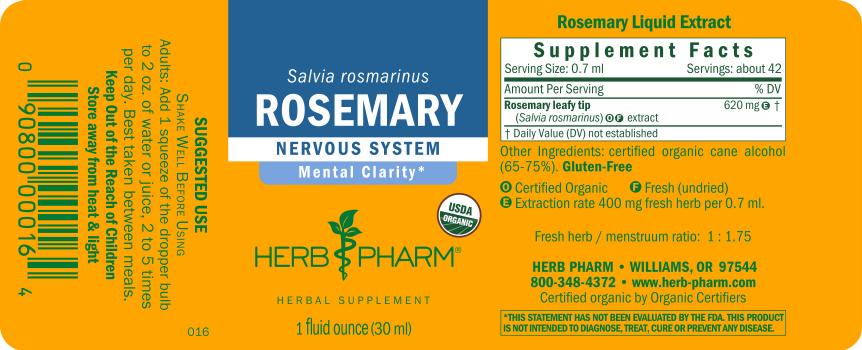 SUGGESTED USE
SHAKE WELL BEFORE USING
Adults: Add 1 squeeze of the dropper bulb
to 2 oz. of water or juice, 2 to 5 times
per day. Best taken between meals.
Keep Out of the Reach of Children
Store away from heat & light
0 90800 00016 4
016
Salvia rosmarinus
ROSEMARY
NERVOUS SYSTEM
Mental Clarity*
USDA
ORGANIC
HERB PHARM®
HERBAL SUPPLEMENT
1 fluid ounce (30 ml)
Rosemary Liquid Extract
Supplement Facts
Serving Size: 0.7 ml Servings: about 42
Amount Per Serving % DV
Rosemary leafy tip 620 mg Ⓔ †
(Salvia rosmarinus) Ⓞ Ⓕ extract
† Daily Value (DV) not established
Other Ingredients: certified organic cane alcohol
(65-75%). Gluten-Free
Ⓞ Certified Organic Ⓕ Fresh (undried)
Ⓔ Extraction rate 400 mg fresh herb per 0.7 ml.
Fresh herb / menstruum ratio: 1 : 1.75
HERB PHARM • WILLIAMS, OR 97544
800-348-4372 • www.herb-pharm.com
Certified organic by Organic Certifiers
*THIS STATEMENT HAS NOT BEEN EVALUATED BY THE FDA. THIS PRODUCT
IS NOT INTENDED TO DIAGNOSE, TREAT, CURE OR PREVENT ANY DISEASE.